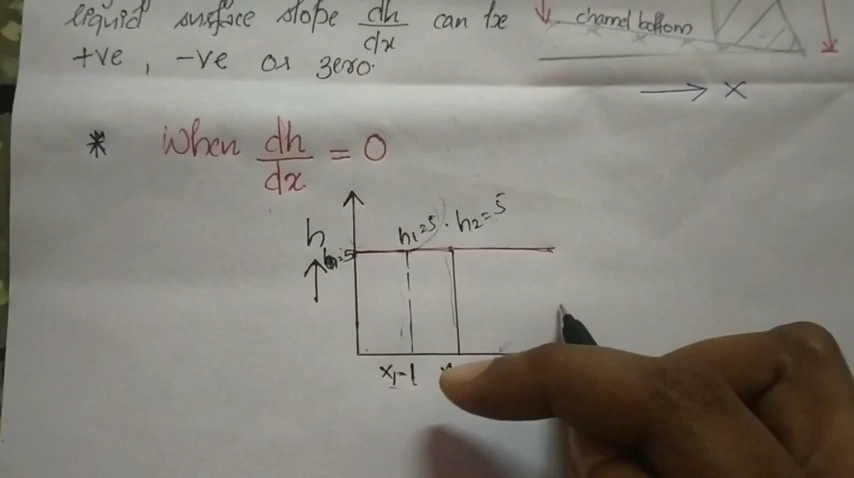 liquid surface slope dh/dx can be
+ve, -ve or zero.
channel bottom
→ x
* When dh/dx = 0
h
h₁=5 . h₂=5
x₁-1